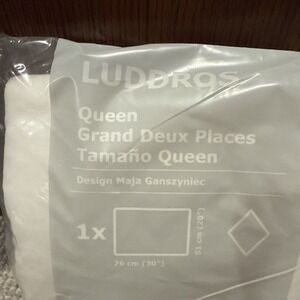 LUDDROS
Queen
Grand Deux Places
Tamaño Queen
Design Maja Ganszyniec
1x
76 cm (30")
51 cm (20")